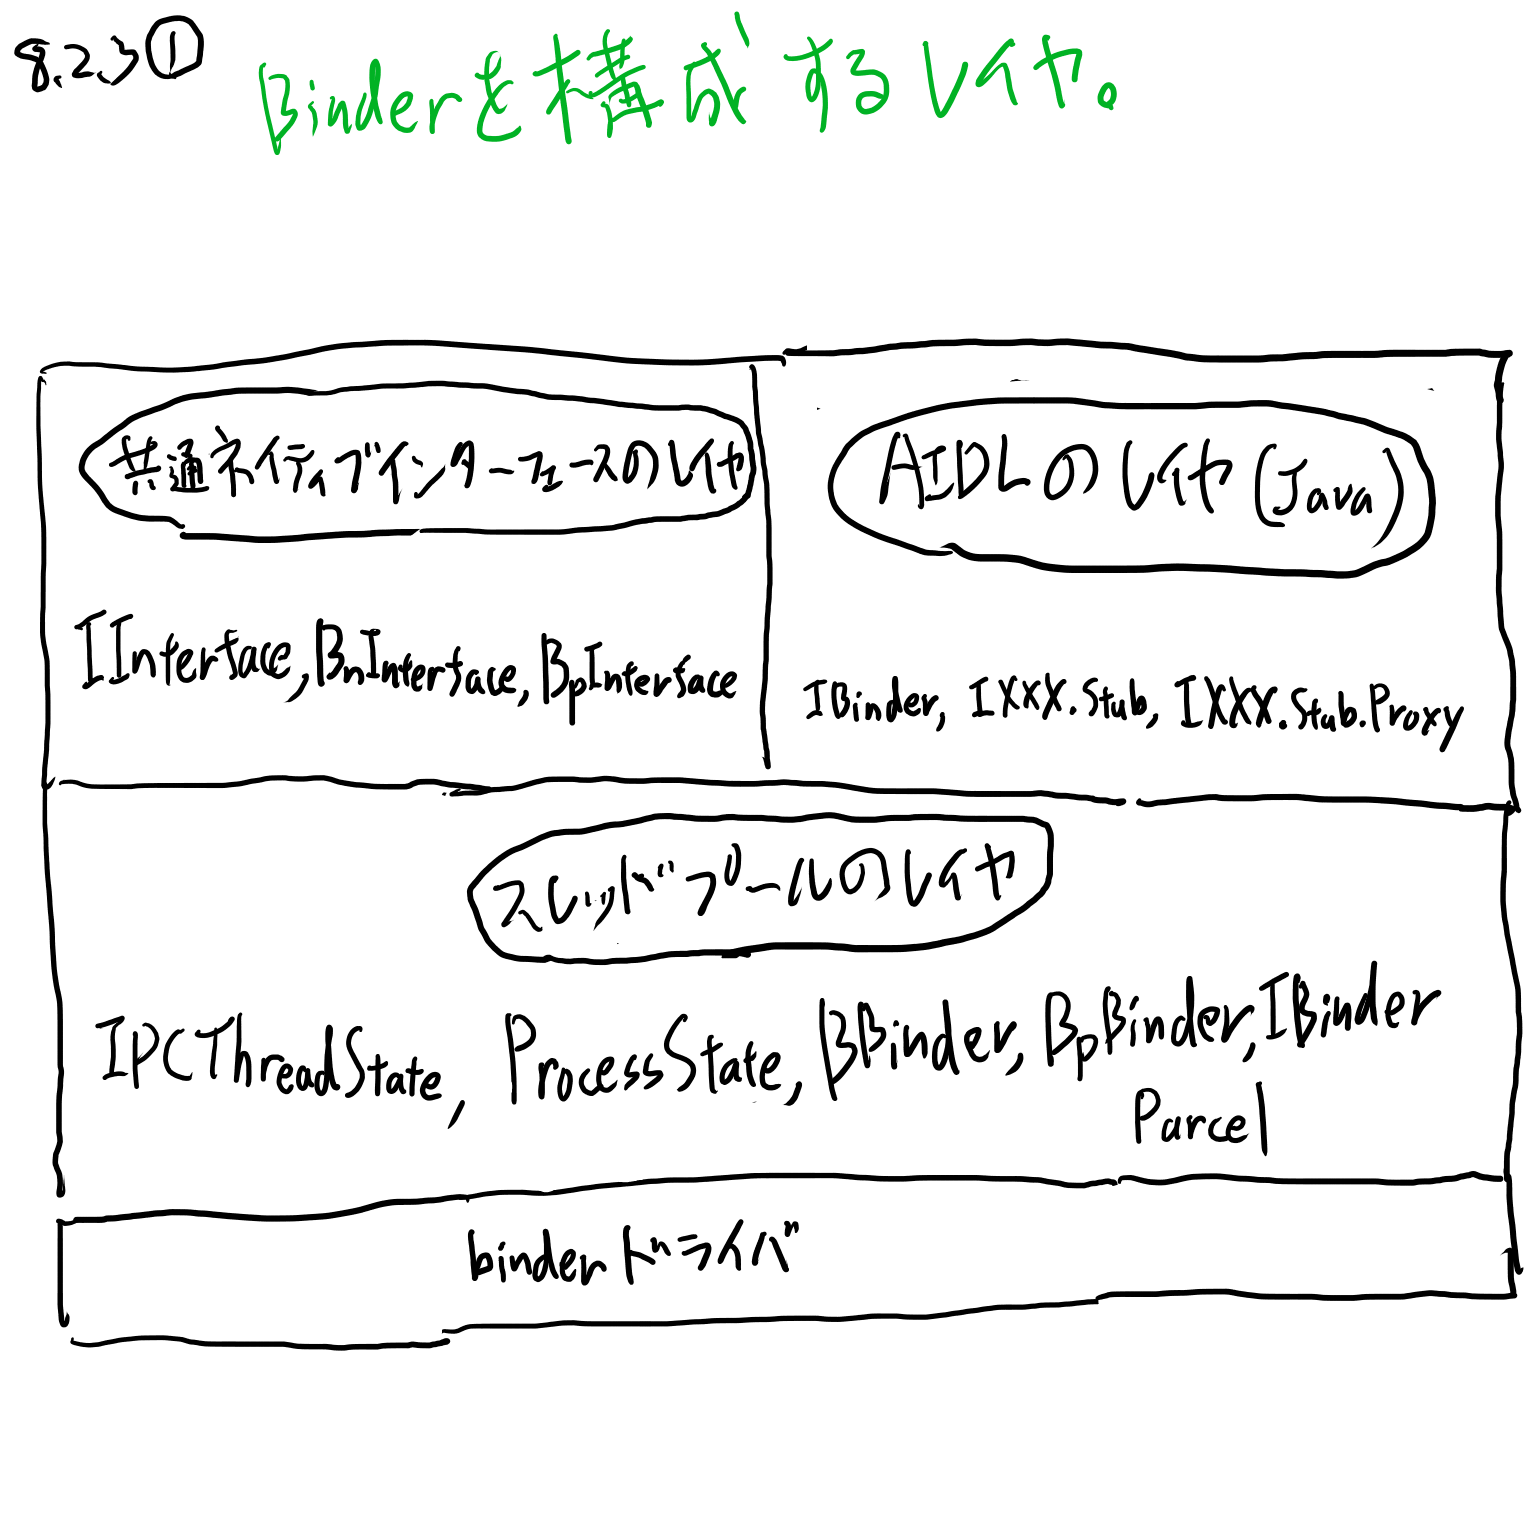 8.2.3①
Binderを構成するレイヤ。
共通ネイティブインターフェースのレイヤ
IInterface, BnInterface, BpInterface
AIDLのレイヤ(Java)
IBinder, IXXX.Stub, IXXX.Stub.Proxy
スレッドプールのレイヤ
IPCThreadState, ProcessState, BBinder, BpBinder, IBinder
Parcel
binderドライバ